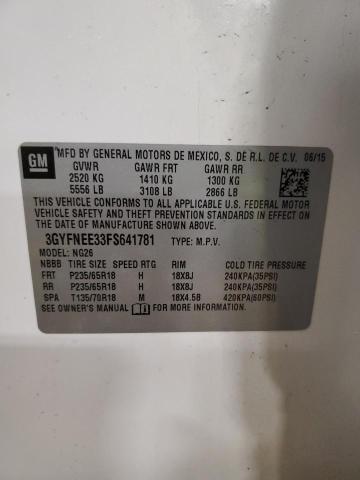 GM MFD BY GENERAL MOTORS DE MEXICO, S. DE R.L. DE C.V. 06/15
GVWR GAWR FRT GAWR RR
2520 KG 1410 KG 1300 KG
5556 LB 3108 LB 2866 LB
THIS VEHICLE CONFORMS TO ALL APPLICABLE U.S. FEDERAL MOTOR
VEHICLE SAFETY AND THEFT PREVENTION STANDARDS IN EFFECT ON
THE DATE OF MANUFACTURE SHOWN ABOVE.
3GYFNEE33FS641781 TYPE: M.P.V.
MODEL: NG26
NBBB TIRE SIZE SPEED RTG RIM COLD TIRE PRESSURE
FRT P235/65R18 H 18X8J 240KPA(35PSI)
RR P235/65R18 H 18X8J 240KPA(35PSI)
SPA T135/70R18 M 18X4.5B 420KPA(60PSI)
SEE OWNER'S MANUAL FOR MORE INFORMATION.